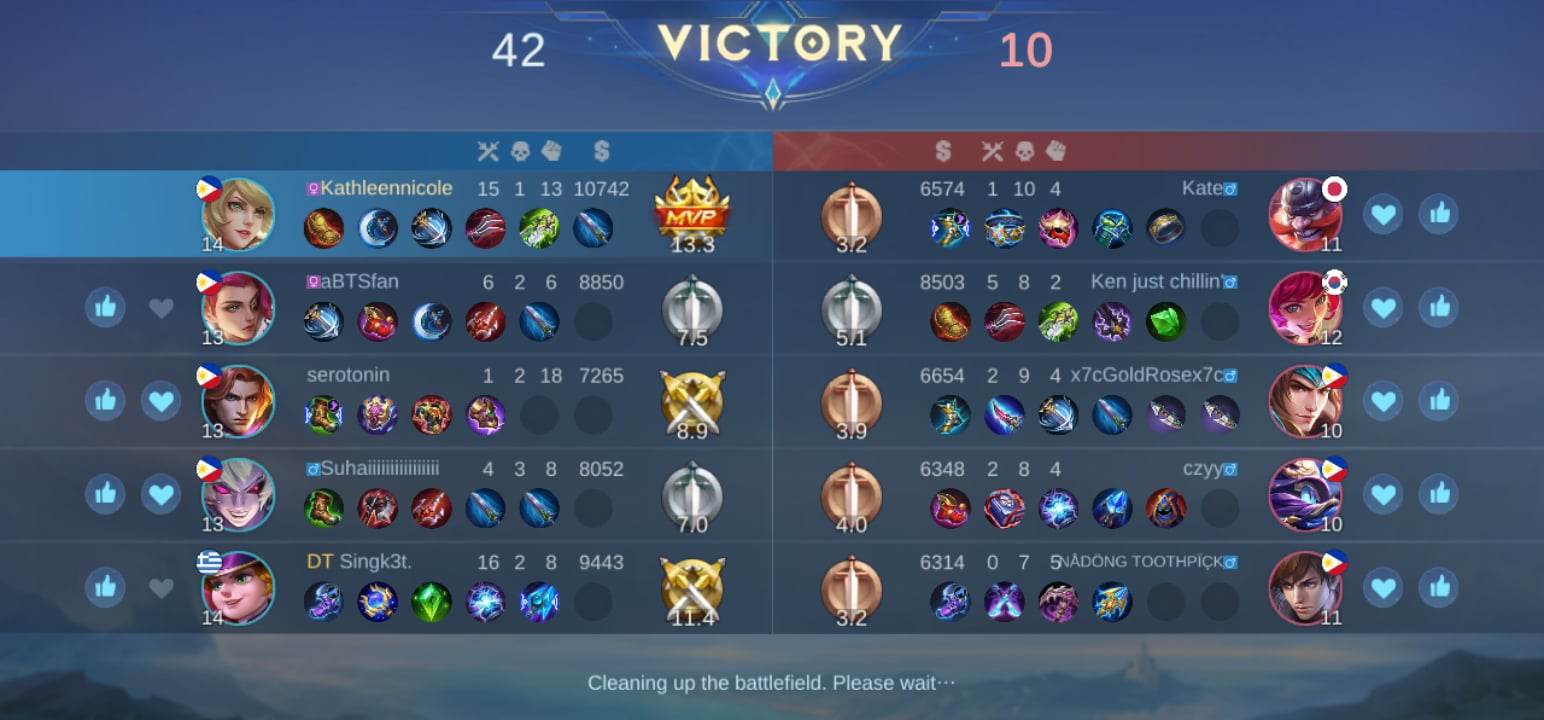 42 VICTORY 10
Kathleennicole 15 1 13 10742 MVP 13.3 14
6574 1 10 4 Kate 3.2 11
aBTSfan 6 2 6 8850 7.5 13
8503 5 8 2 Ken just chillin' 5.1 12
serotonin 1 2 18 7265 8.9 13
6654 2 9 4 x7cGoldRosex7c 3.9 10
Suhaiiiiiiiiiiiiiiiii 4 3 8 8052 7.0 13
6348 2 8 4 czyy 4.0 10
DT Singk3t. 16 2 8 9443 11.4 14
6314 0 7 5 NÅDÖNG TOOTHPÏÇK 3.2 11
Cleaning up the battlefield. Please wait···